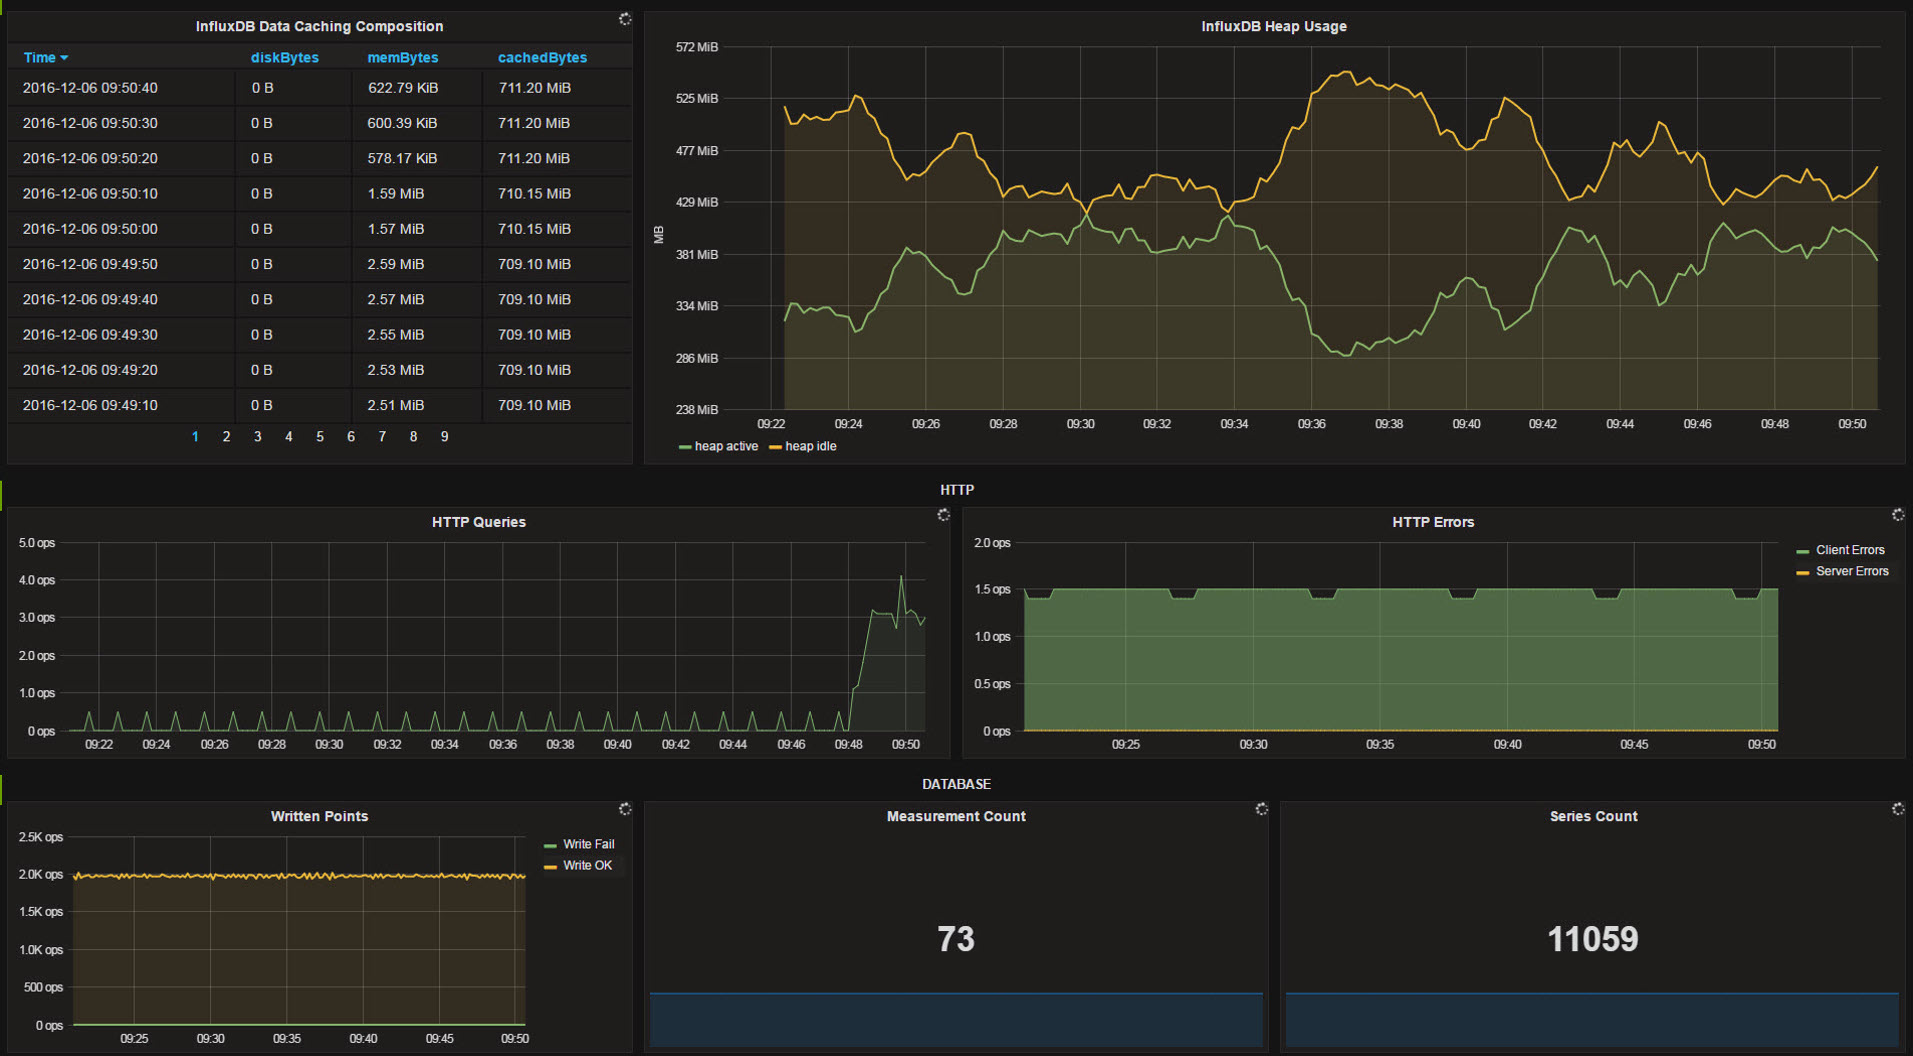 InfluxDB Data Caching Composition
Time diskBytes memBytes cachedBytes
2016-12-06 09:50:40 0 B 622.79 KiB 711.20 MiB
2016-12-06 09:50:30 0 B 600.39 KiB 711.20 MiB
2016-12-06 09:50:20 0 B 578.17 KiB 711.20 MiB
2016-12-06 09:50:10 0 B 1.59 MiB 710.15 MiB
2016-12-06 09:50:00 0 B 1.57 MiB 710.15 MiB
2016-12-06 09:49:50 0 B 2.59 MiB 709.10 MiB
2016-12-06 09:49:40 0 B 2.57 MiB 709.10 MiB
2016-12-06 09:49:30 0 B 2.55 MiB 709.10 MiB
2016-12-06 09:49:20 0 B 2.53 MiB 709.10 MiB
2016-12-06 09:49:10 0 B 2.51 MiB 709.10 MiB
1 2 3 4 5 6 7 8 9
InfluxDB Heap Usage
572 MiB
525 MiB
477 MiB
429 MiB
381 MiB
334 MiB
286 MiB
238 MiB
MB
09:22 09:24 09:26 09:28 09:30 09:32 09:34 09:36 09:38 09:40 09:42 09:44 09:46 09:48 09:50
heap active heap idle
HTTP
HTTP Queries
5.0 ops
4.0 ops
3.0 ops
2.0 ops
1.0 ops
0 ops
09:22 09:24 09:26 09:28 09:30 09:32 09:34 09:36 09:38 09:40 09:42 09:44 09:46 09:48 09:50
HTTP Errors
2.0 ops
1.5 ops
1.0 ops
0.5 ops
0 ops
09:25 09:30 09:35 09:40 09:45 09:50
Client Errors
Server Errors
DATABASE
Written Points
2.5K ops
2.0K ops
1.5K ops
1.0K ops
500 ops
0 ops
09:25 09:30 09:35 09:40 09:45 09:50
Write Fail
Write OK
Measurement Count
73
Series Count
11059